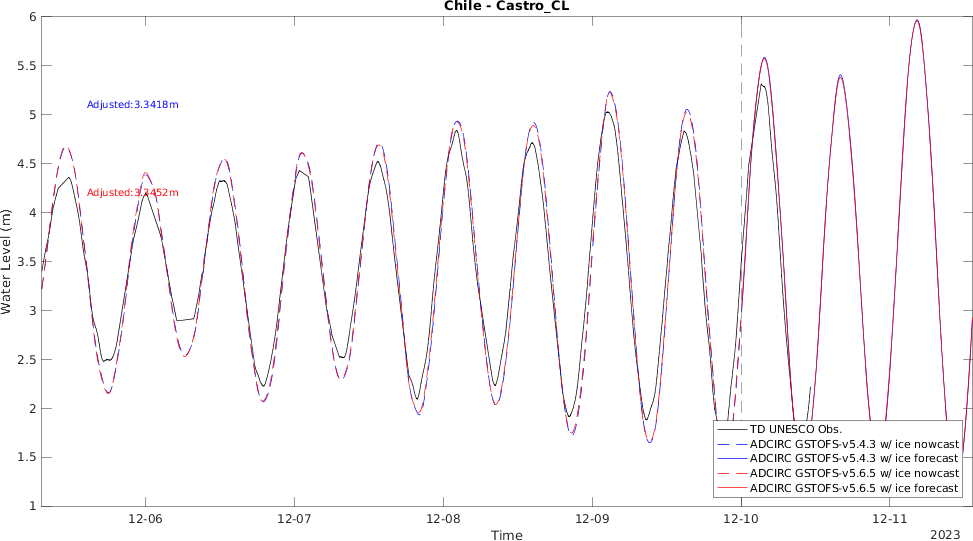 Chile - Castro_CL
6
5.5
5
4.5
4
3.5
3
2.5
2
1.5
1
Water Level (m)
Adjusted:3.3418m
Adjusted:3.3452m
TD UNESCO Obs.
ADCIRC GSTOFS-v5.4.3 w/ ice nowcast
ADCIRC GSTOFS-v5.4.3 w/ ice forecast
ADCIRC GSTOFS-v5.6.5 w/ ice nowcast
ADCIRC GSTOFS-v5.6.5 w/ ice forecast
12-06 12-07 12-08 12-09 12-10 12-11
Time
2023